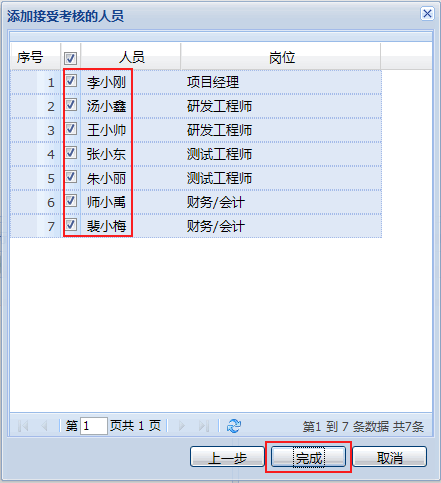 添加接受考核的人员
序号 人员 岗位
1 李小刚 项目经理
2 汤小鑫 研发工程师
3 王小帅 研发工程师
4 张小东 测试工程师
5 朱小丽 测试工程师
6 师小禹 财务/会计
7 裴小梅 财务/会计
第 1 页共 1 页 第1 到 7 条数据 共7条
上一步 完成 取消